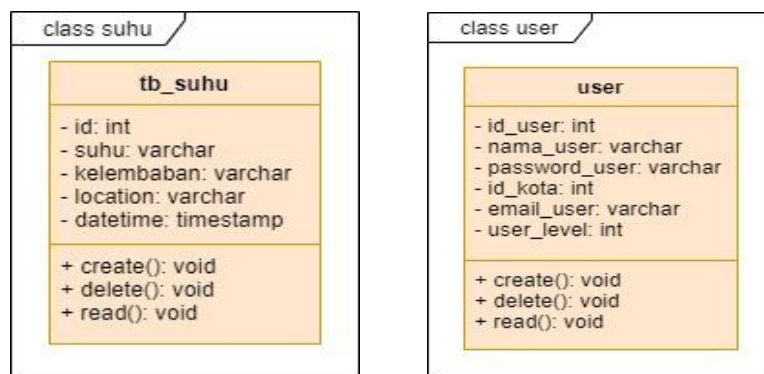 class suhu
tb_suhu
- id: int
- suhu: varchar
- kelembaban: varchar
- location: varchar
- datetime: timestamp
+ create(): void
+ delete(): void
+ read(): void
class user
user
- id_user: int
- nama_user: varchar
- password_user: varchar
- id_kota: int
- email_user: varchar
- user_level: int
+ create(): void
+ delete(): void
+ read(): void